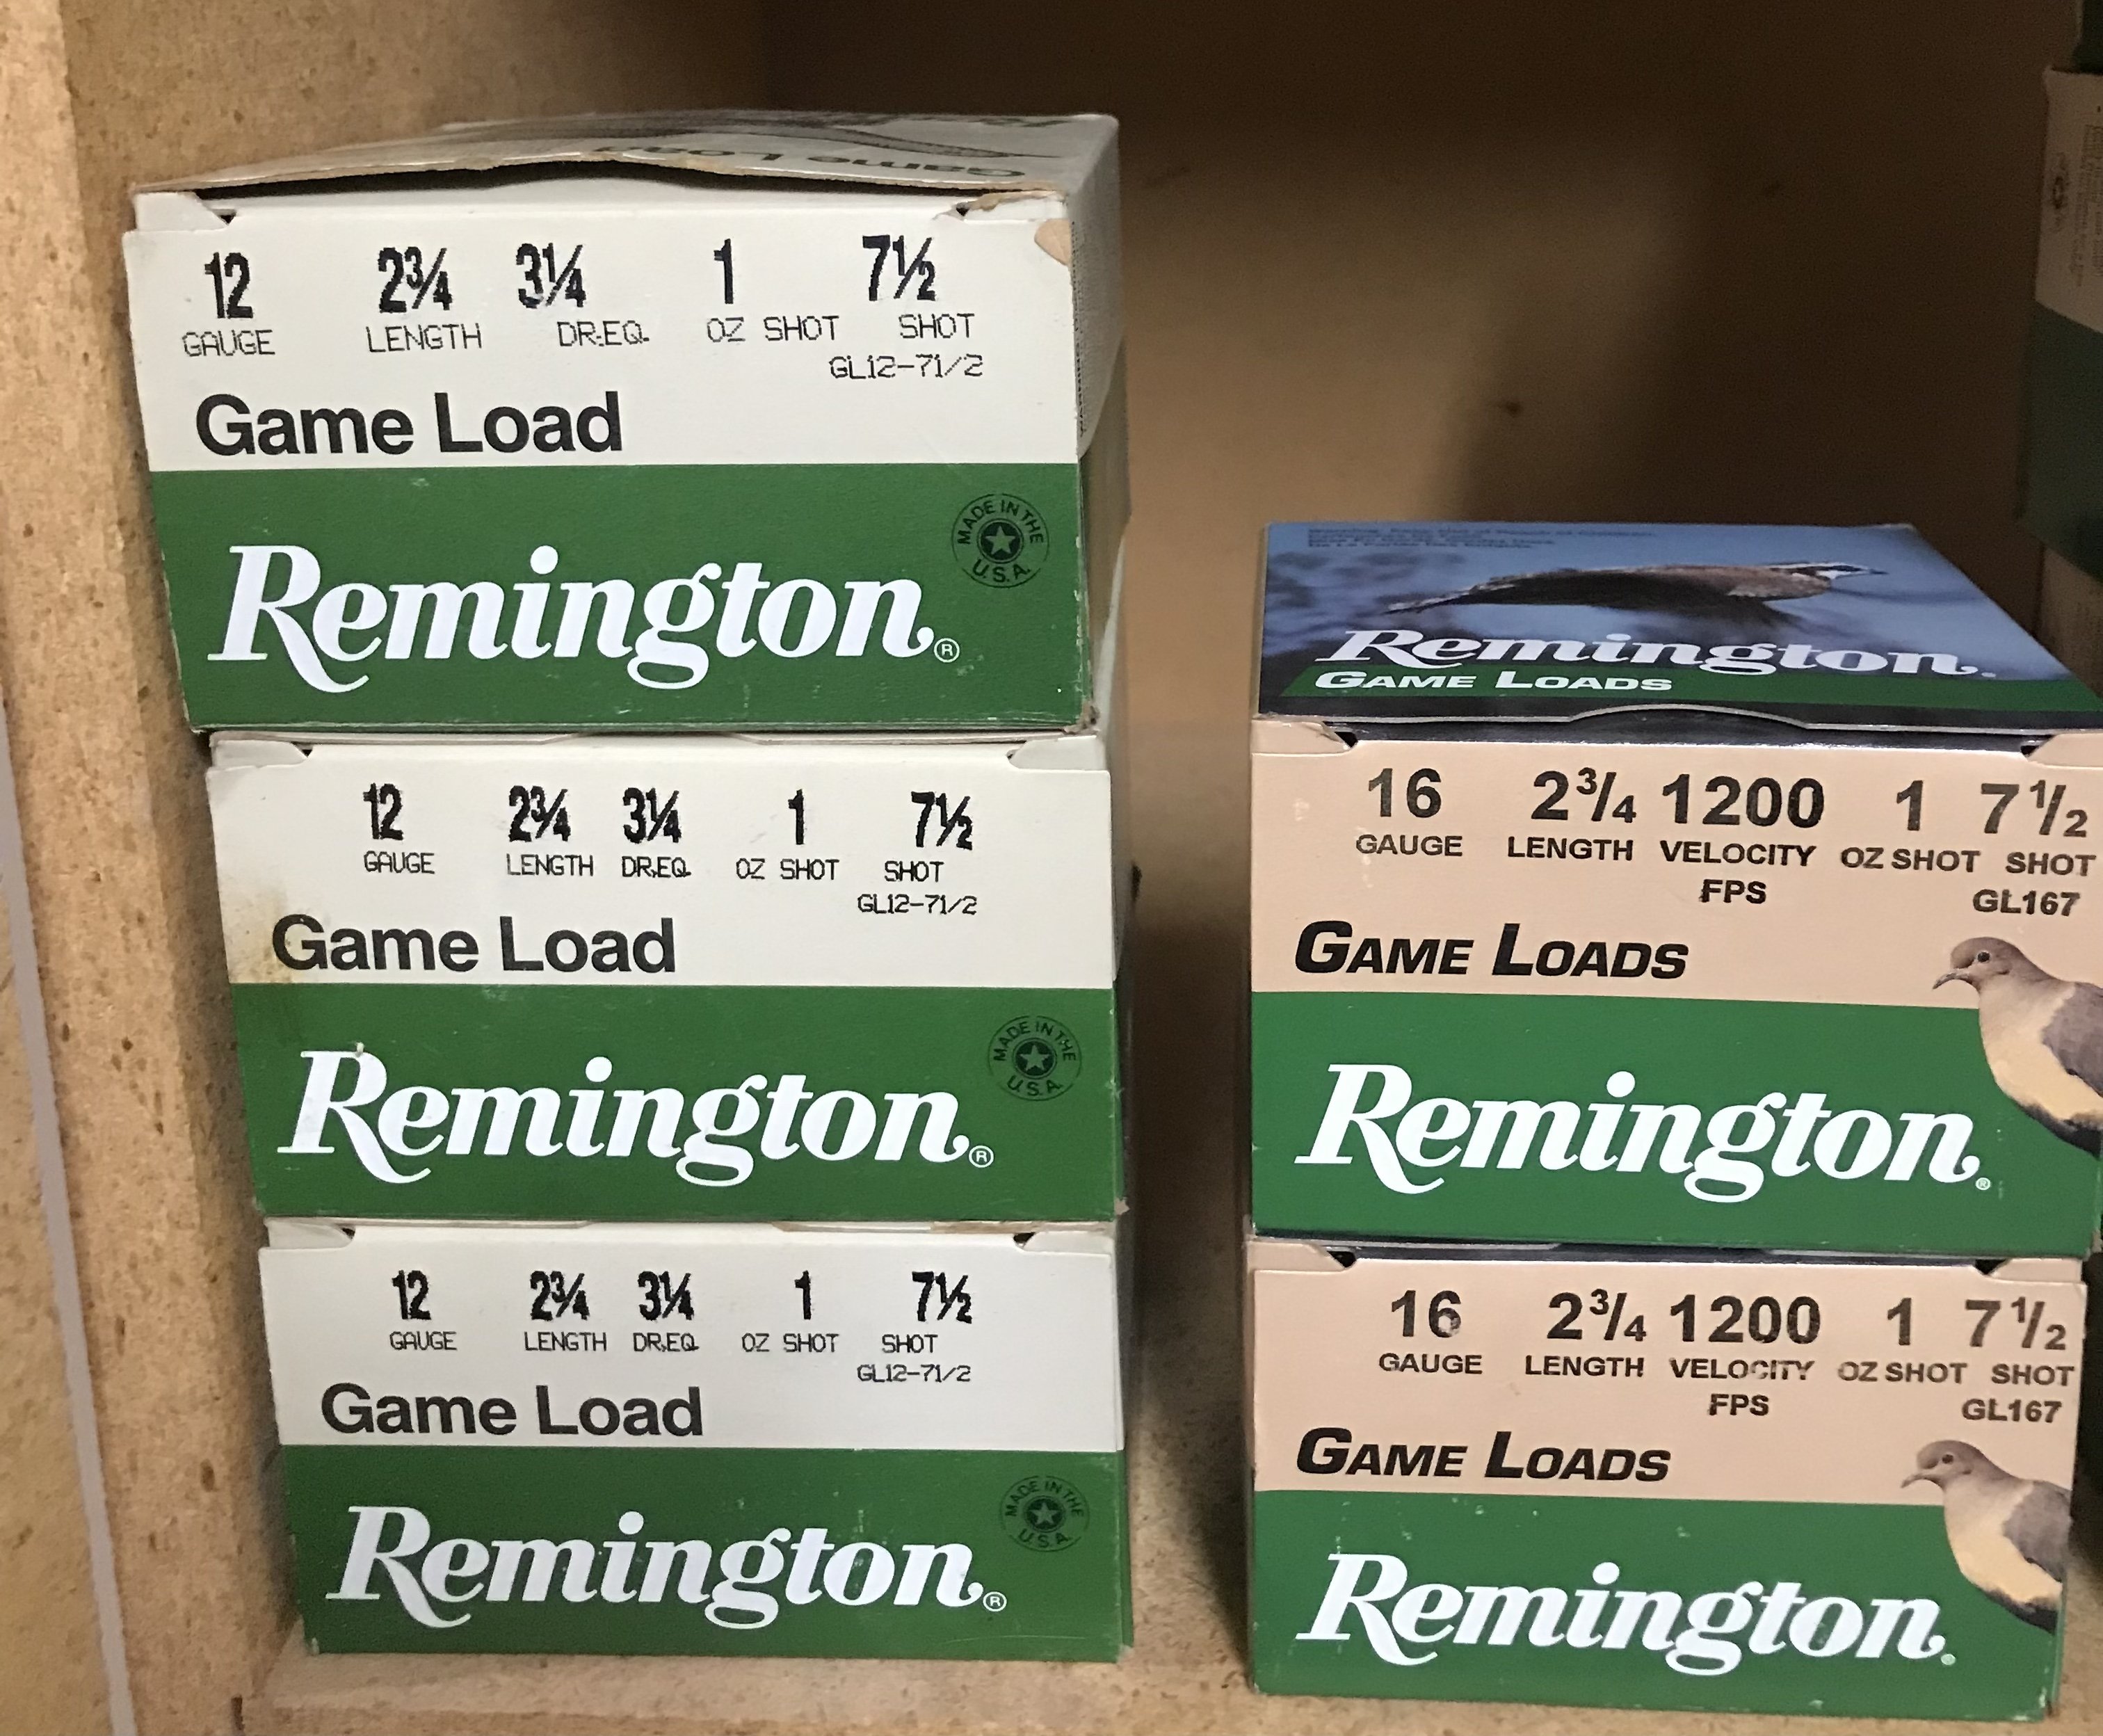 Game Load
12 2¾ 3¼ 1 7½
GAUGE LENGTH DR.EQ. OZ SHOT SHOT
GL12-71/2
Game Load
MADE IN THE U.S.A.
Remington®
12 2¾ 3¼ 1 7½
GAUGE LENGTH DR.EQ. OZ SHOT SHOT
GL12-71/2
Game Load
MADE IN THE U.S.A.
Remington®
12 2¾ 3¼ 1 7½
GAUGE LENGTH DR.EQ. OZ SHOT SHOT
GL12-71/2
Game Load
MADE IN THE U.S.A.
Remington®
Remington®
GAME LOADS
16 2¾ 1200 1 7½
GAUGE LENGTH VELOCITY OZ SHOT SHOT
FPS GL167
GAME LOADS
Remington®
16 2¾ 1200 1 7½
GAUGE LENGTH VELOCITY OZ SHOT SHOT
FPS GL167
GAME LOADS
Remington®